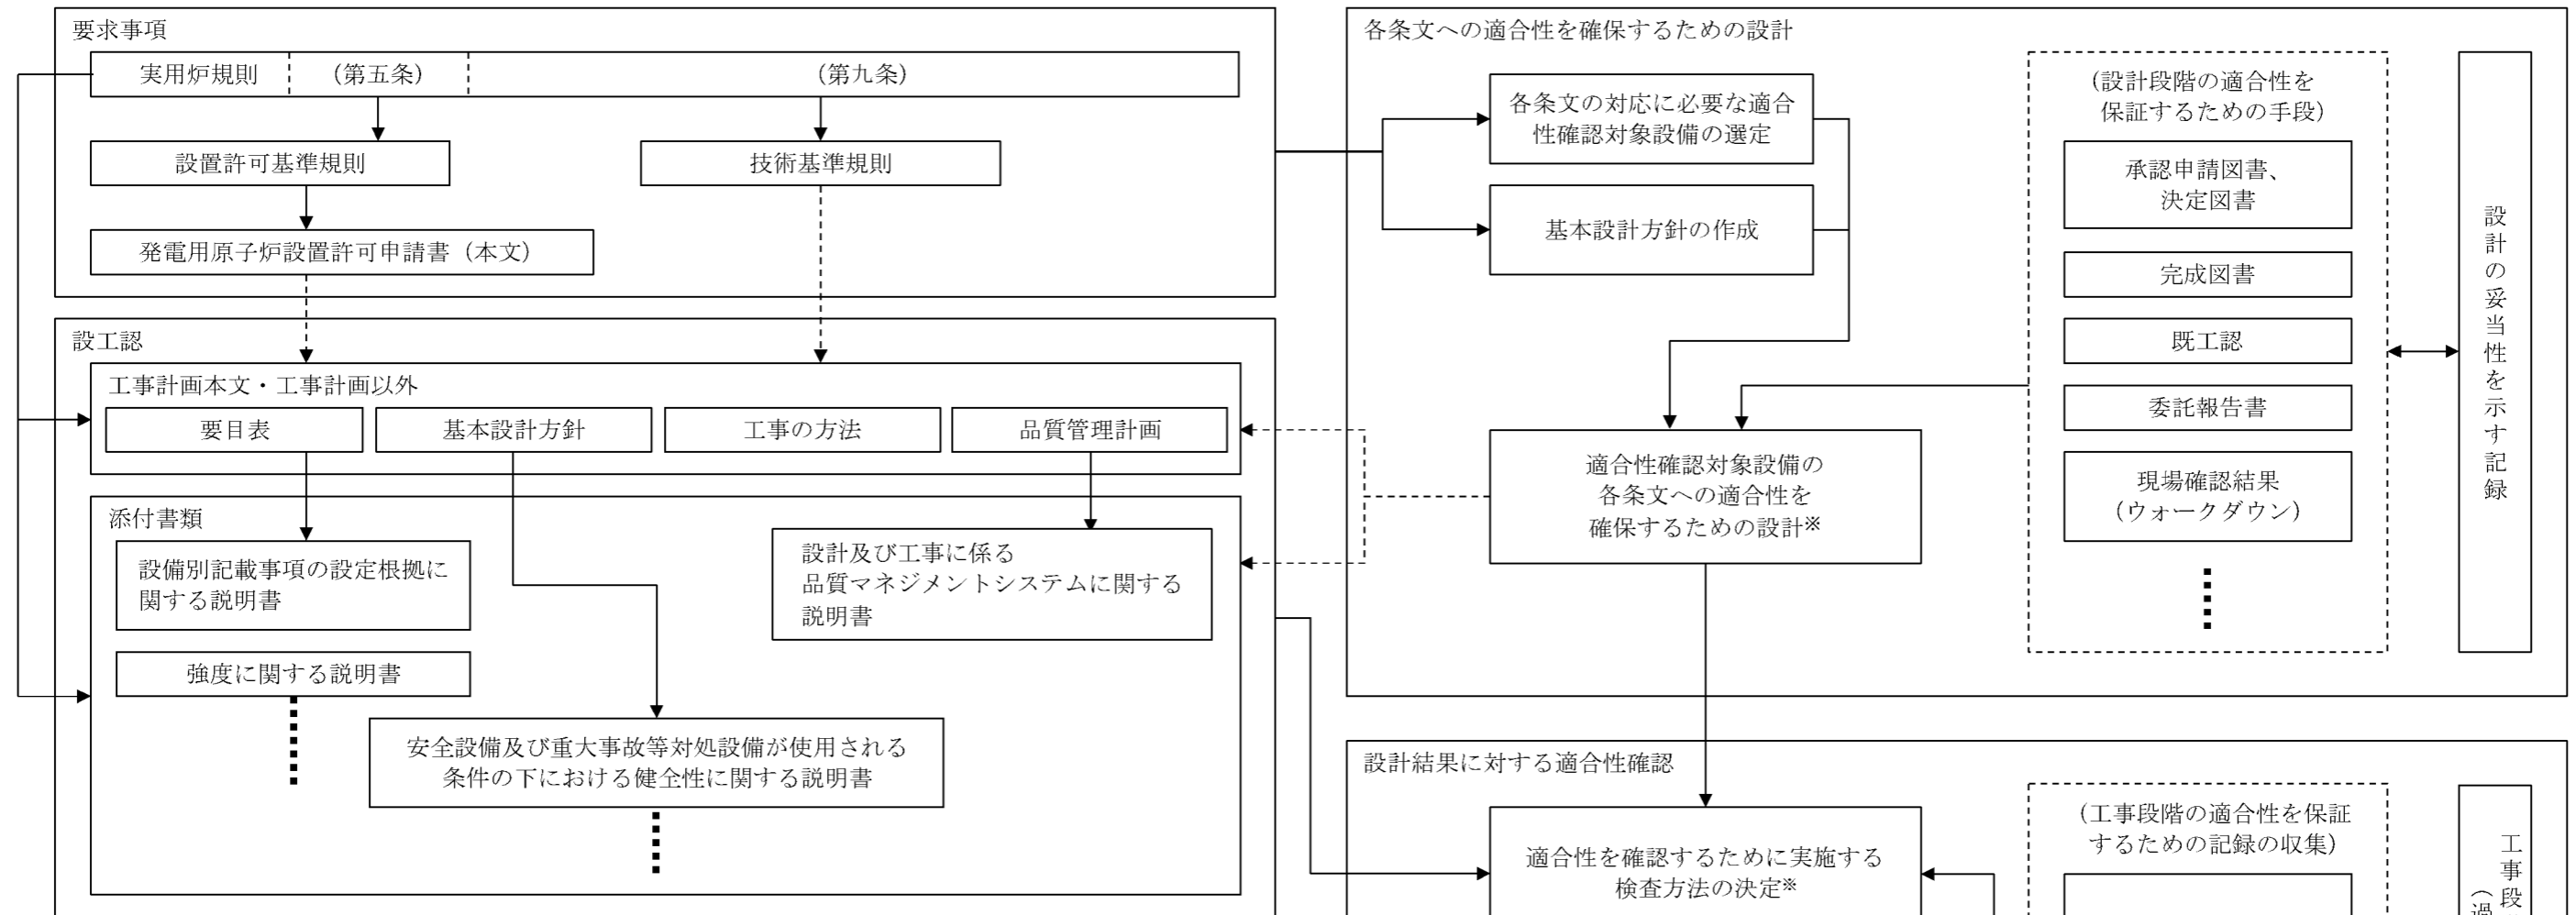 要求事項
実用炉規則
(第五条)
(第九条)
設置許可基準規則
技術基準規則
発電用原子炉設置許可申請書（本文）
設工認
工事計画本文・工事計画以外
要目表
基本設計方針
工事の方法
品質管理計画
添付書類
設備別記載事項の設定根拠に
関する説明書
設計及び工事に係る
品質マネジメントシステムに関する
説明書
強度に関する説明書
安全設備及び重大事故等対処設備が使用される
条件の下における健全性に関する説明書
各条文への適合性を確保するための設計
各条文の対応に必要な適合
性確認対象設備の選定
基本設計方針の作成
適合性確認対象設備の
各条文への適合性を
確保するための設計※
(設計段階の適合性を
保証するための手段)
承認申請図書、
決定図書
完成図書
既工認
委託報告書
現場確認結果
(ウォークダウン)
設計の妥当性を示す記録
設計結果に対する適合性確認
適合性を確認するために実施する
検査方法の決定※
(工事段階の適合性を保証
するための記録の収集)
工事段
(過